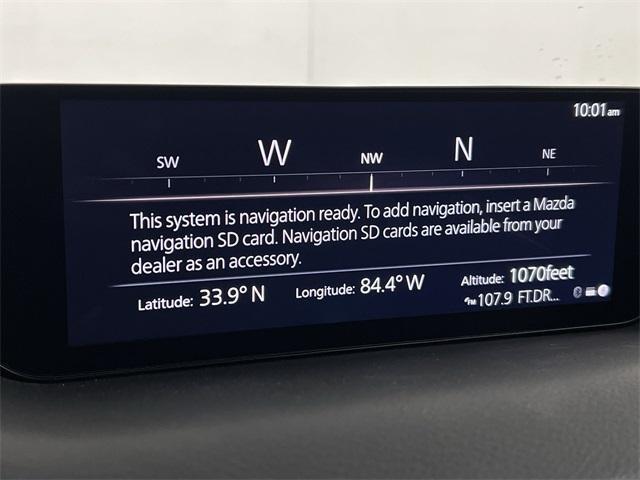 10:01 am
SW W NW N NE
This system is navigation ready. To add navigation, insert a Mazda
navigation SD card. Navigation SD cards are available from your
dealer as an accessory.
Latitude: 33.9° N Longitude: 84.4° W Altitude: 1070feet
FM 107.9 FT.DR...